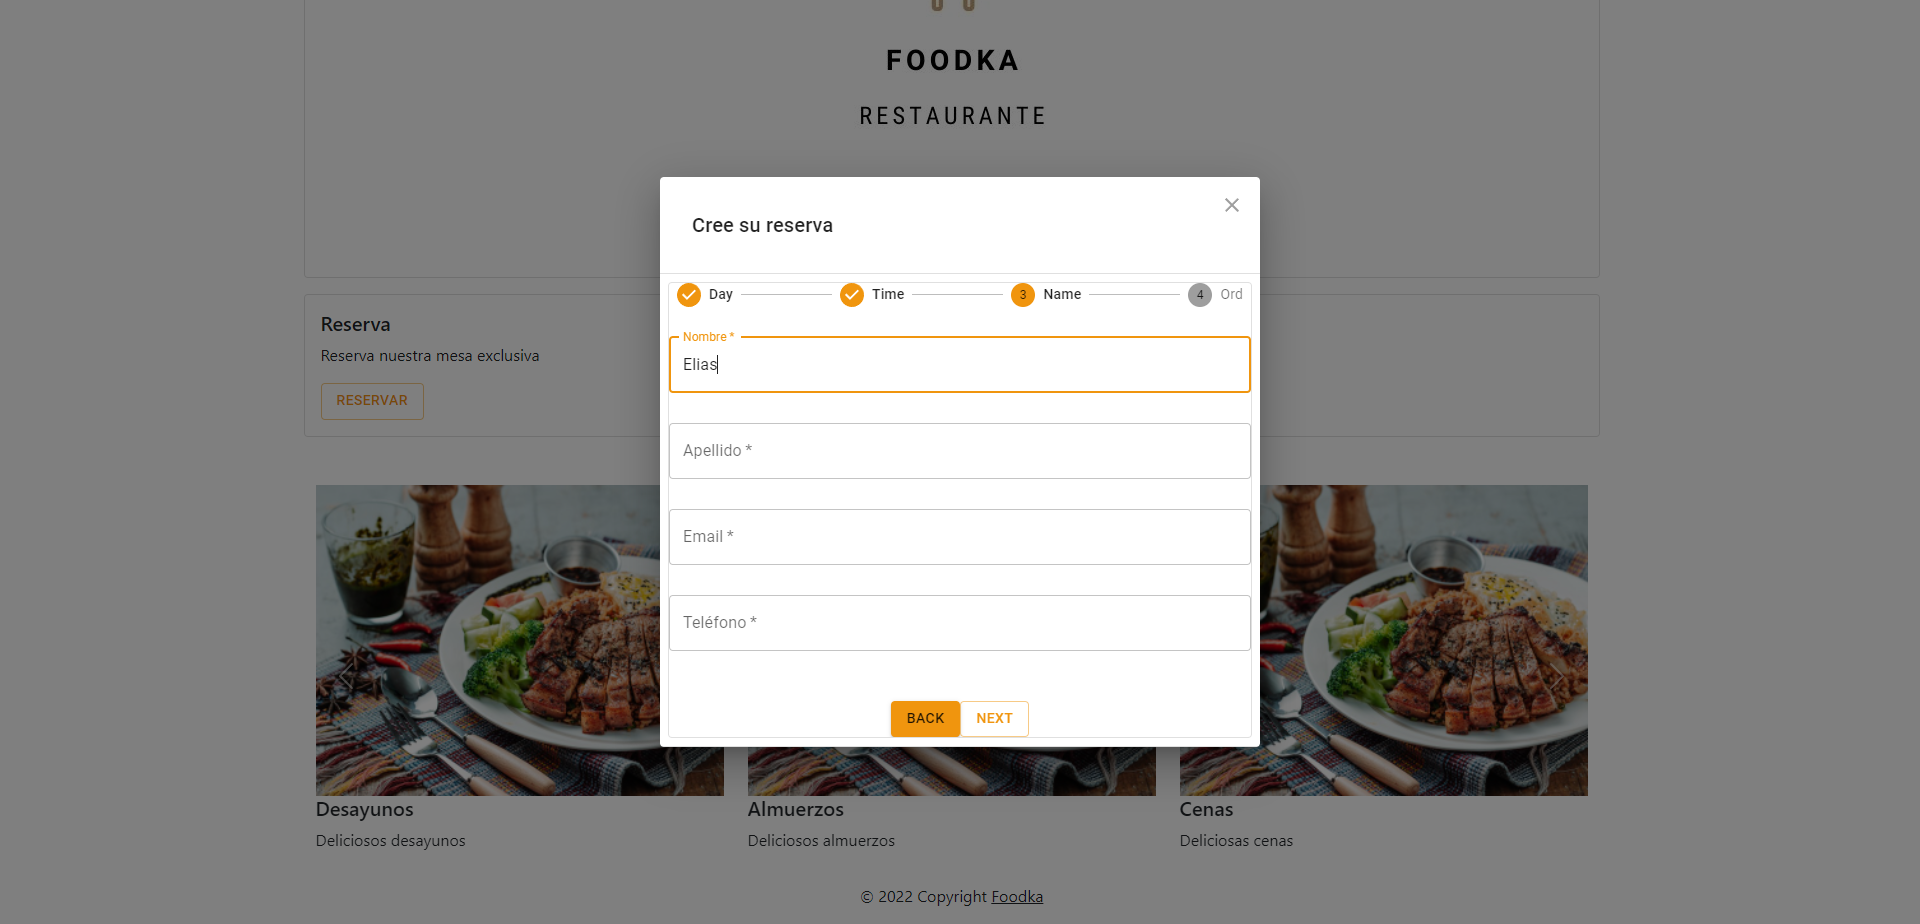 FOODKA
RESTAURANTE
Cree su reserva
Day
Time
3 Name
4 Ord
Nombre *
Elias
Apellido *
Email *
Teléfono *
BACK NEXT
Reserva
Reserva nuestra mesa exclusiva
RESERVAR
Desayunos
Deliciosos desayunos
Almuerzos
Deliciosos almuerzos
Cenas
Deliciosas cenas
© 2022 Copyright Foodka